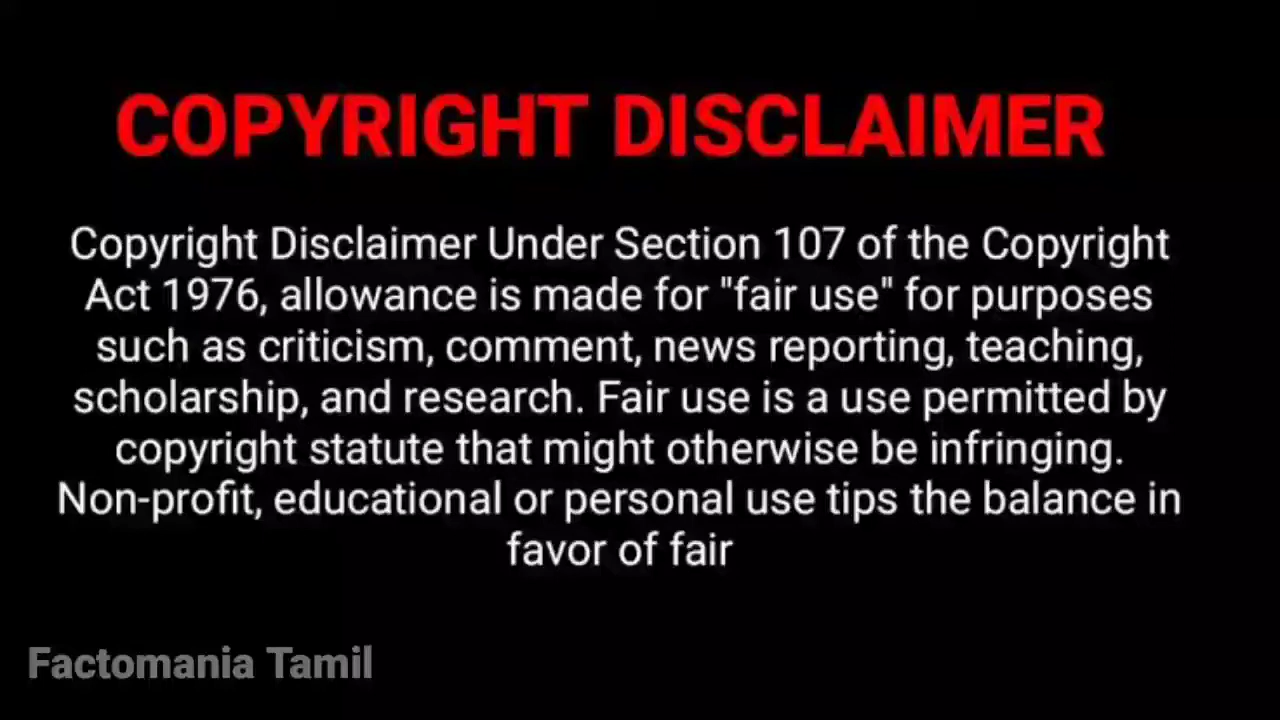 COPYRIGHT DISCLAIMER
Copyright Disclaimer Under Section 107 of the Copyright
Act 1976, allowance is made for "fair use" for purposes
such as criticism, comment, news reporting, teaching,
scholarship, and research. Fair use is a use permitted by
copyright statute that might otherwise be infringing.
Non-profit, educational or personal use tips the balance in
favor of fair
Factomania Tamil